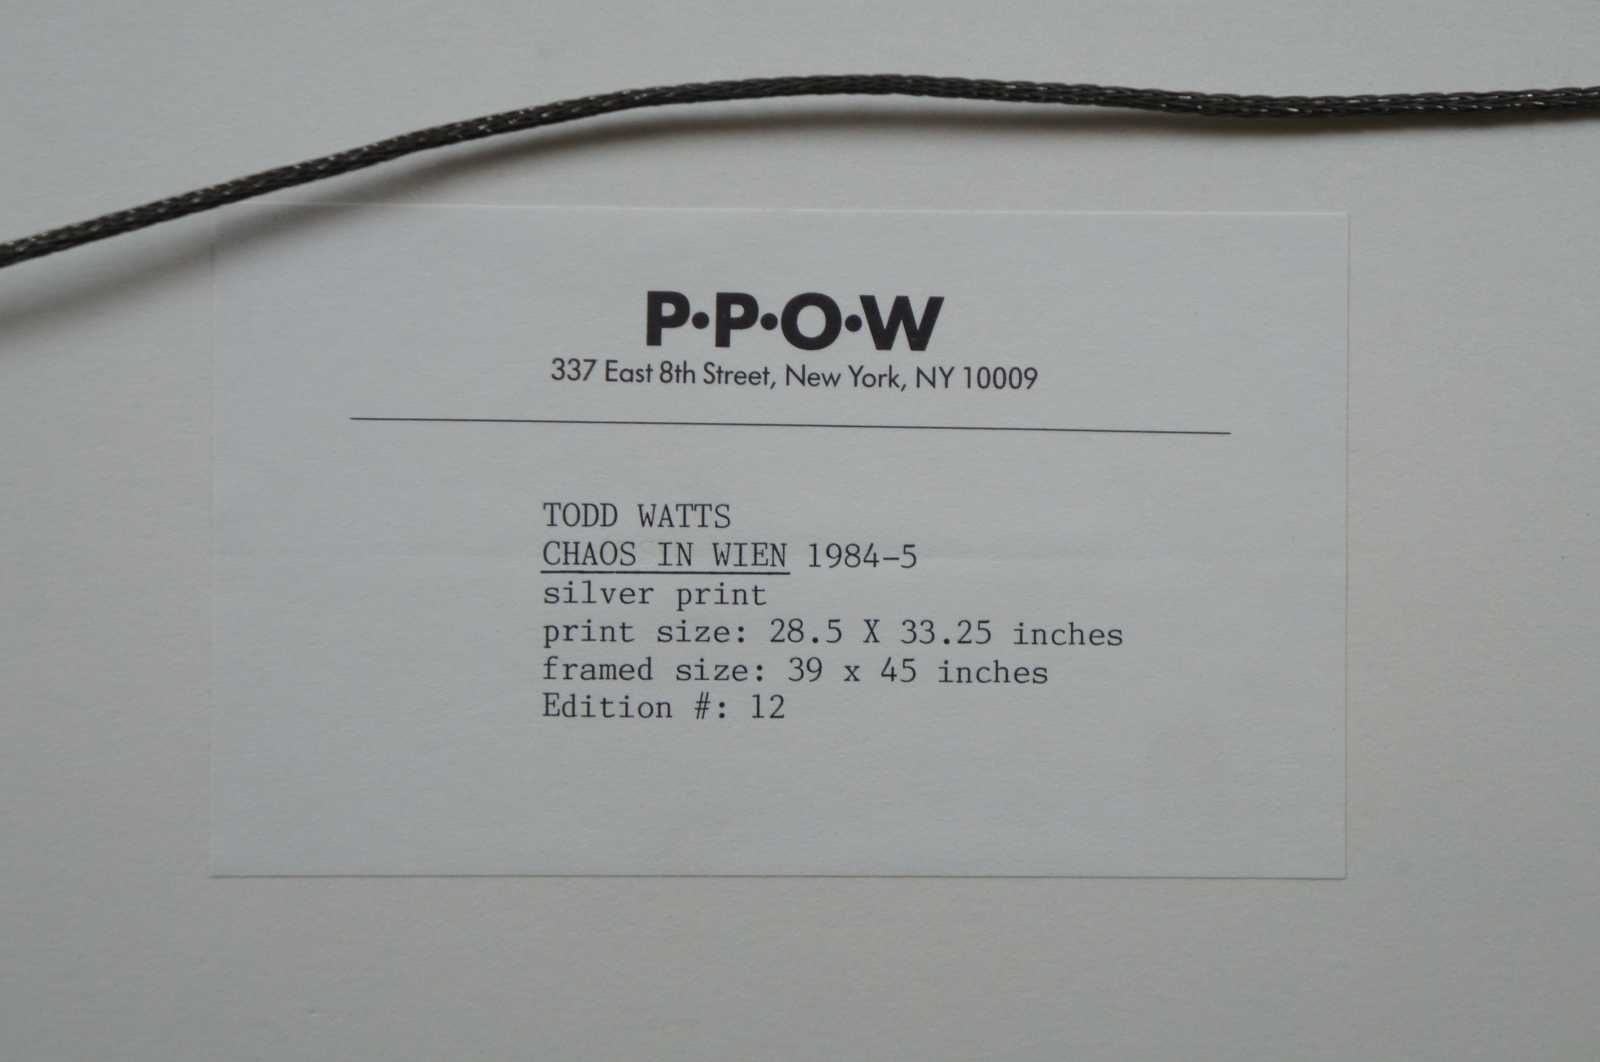 P•P•O•W
337 East 8th Street, New York, NY 10009
TODD WATTS
CHAOS IN WIEN 1984-5
silver print
print size: 28.5 X 33.25 inches
framed size: 39 x 45 inches
Edition #: 12